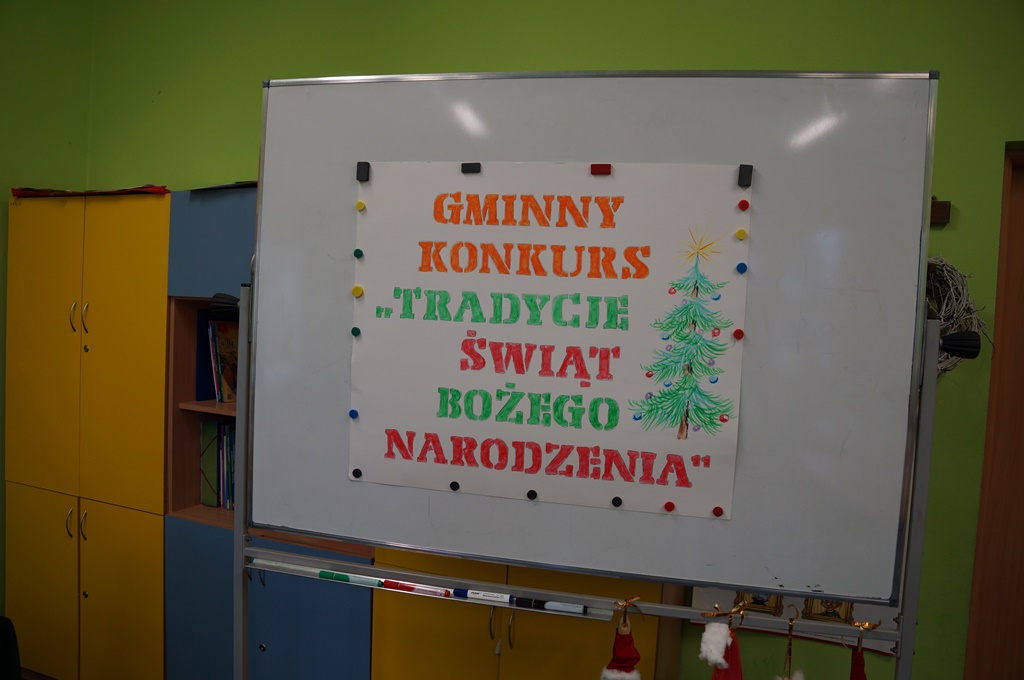 GMINNY
KONKURS
„TRADYCJE
ŚWIĄT
BOŻEGO
NARODZENIA"